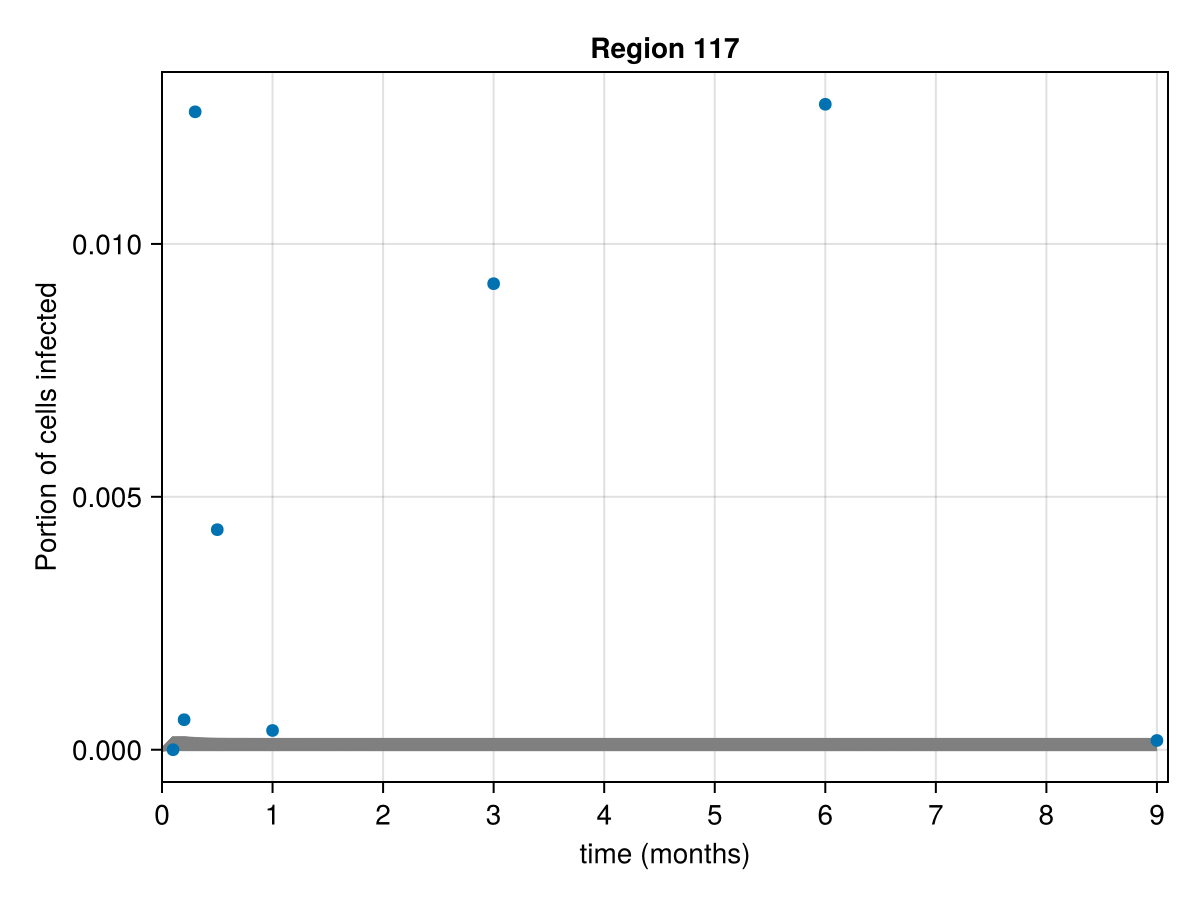 Region 117
Portion of cells infected
0.010
0.005
0.000
0 1 2 3 4 5 6 7 8 9
time (months)